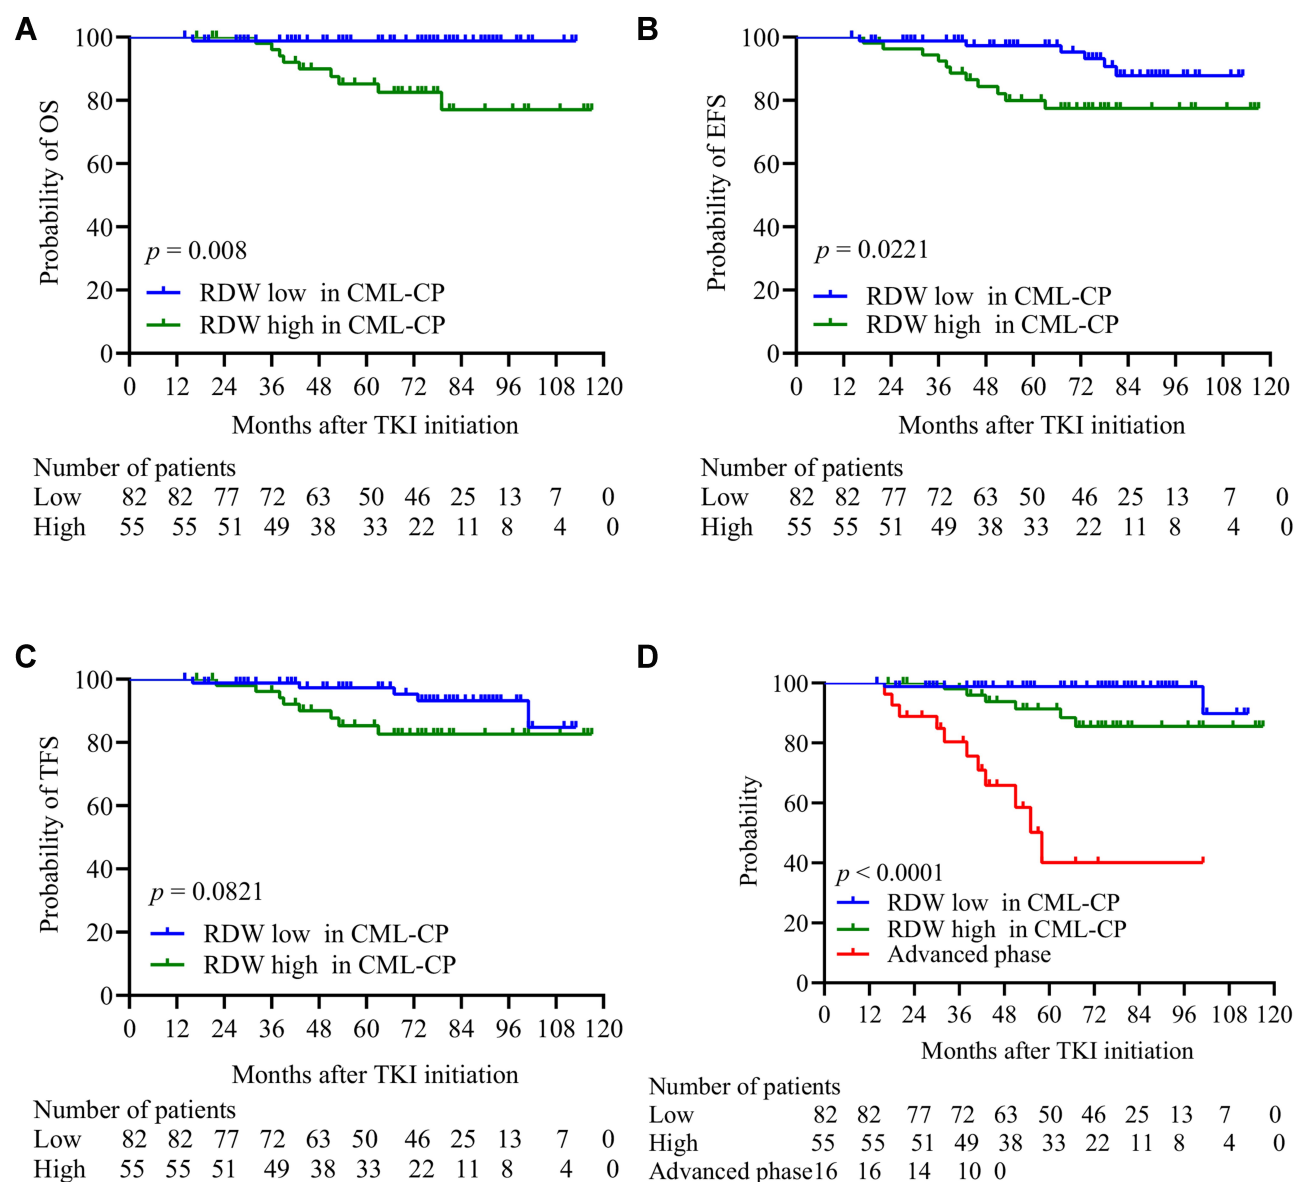 A
100
80
60
40
20
0
Probability of OS
p = 0.008
RDW low in CML-CP
RDW high in CML-CP
0 12 24 36 48 60 72 84 96 108 120
Months after TKI initiation
Number of patients
Low 82 82 77 72 63 50 46 25 13 7 0
High 55 55 51 49 38 33 22 11 8 4 0
B
100
80
60
40
20
0
Probability of EFS
p = 0.0221
RDW low in CML-CP
RDW high in CML-CP
0 12 24 36 48 60 72 84 96 108 120
Months after TKI initiation
Number of patients
Low 82 82 77 72 63 50 46 25 13 7 0
High 55 55 51 49 38 33 22 11 8 4 0
C
100
80
60
40
20
0
Probability of TFS
p = 0.0821
RDW low in CML-CP
RDW high in CML-CP
0 12 24 36 48 60 72 84 96 108 120
Months after TKI initiation
Number of patients
Low 82 82 77 72 63 50 46 25 13 7 0
High 55 55 51 49 38 33 22 11 8 4 0
D
100
80
60
40
20
0
Probability
p < 0.0001
RDW low in CML-CP
RDW high in CML-CP
Advanced phase
0 12 24 36 48 60 72 84 96 108 120
Months after TKI initiation
Number of patients
Low 82 82 77 72 63 50 46 25 13 7 0
High 55 55 51 49 38 33 22 11 8 4 0
Advanced phase16 16 14 10 0